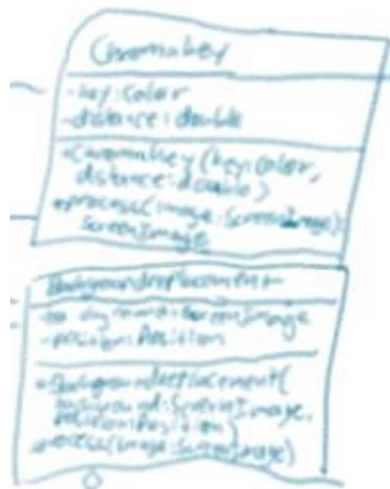 Chromakey
-key:Color
-distance:double
+Chromakey(key:Color,
distance:double)
+process(image:ScreenImage):
ScreenImage
Backgroundreplacement
-background:ScreenImage
-position:Position
+Backgroundreplacement(
background:ScreenImage,
position:Position)
+process(image:ScreenImage)